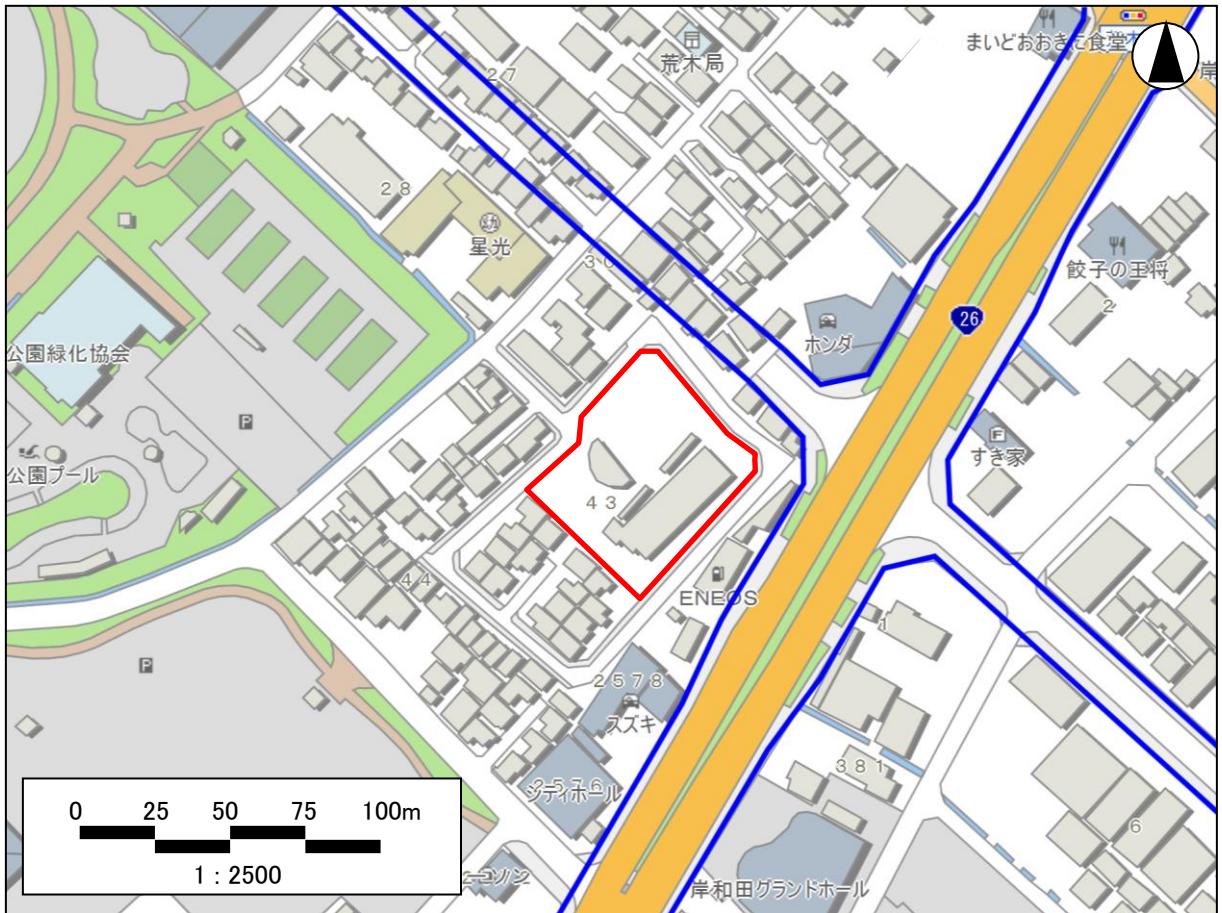 まいどおおきに食堂
荒木局
27
28
星光
30
餃子の王将
2
26
ホンダ
公園緑化協会
P
すき家
公園プール
43
44
ENEOS
1
P
2578
スズキ
381
シティホール
6
岸和田グランドホール
0 25 50 75 100m
1 : 2500